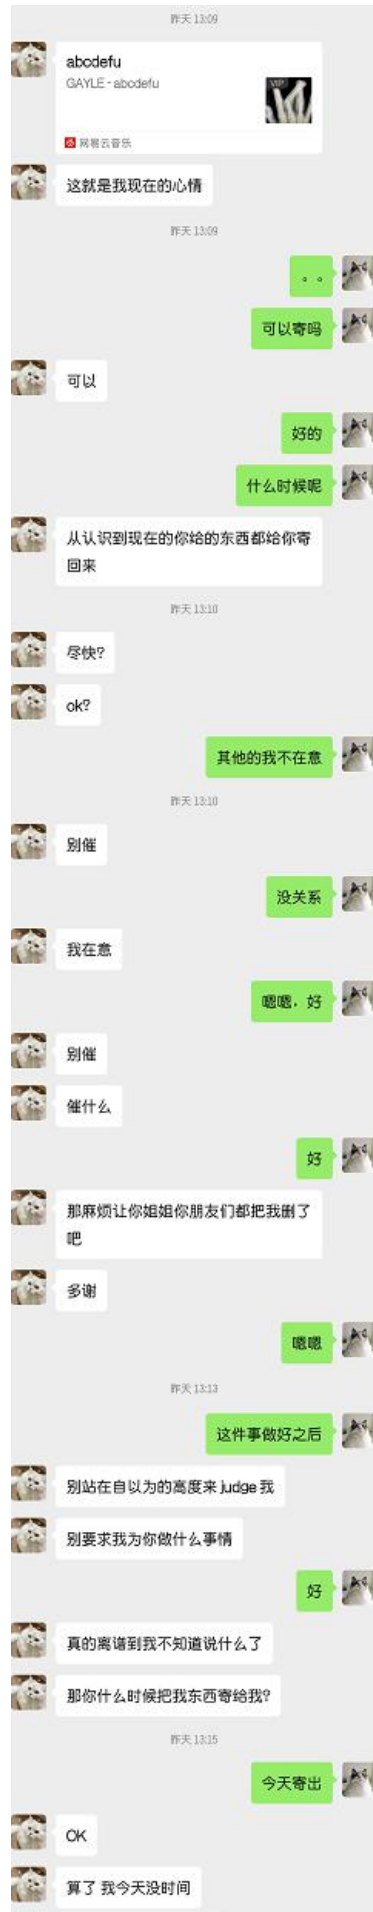 昨天 13:09
abcdefu
GAYLE - abcdefu
VIP
网易云音乐
这就是我现在的心情
昨天 13:09
。。
可以寄吗
可以
好的
什么时候呢
从认识到现在的你给的东西都给你寄
回来
昨天 13:10
尽快?
ok?
其他的我不在意
昨天 13:10
别催
没关系
我在意
嗯嗯，好
别催
催什么
好
那麻烦让你姐姐你朋友们都把我删了
吧
多谢
嗯嗯
昨天 13:13
这件事做好之后
别站在自以为的高度来 judge 我
别要求我为你做什么事情
好
真的离谱到我不知道说什么了
那你什么时候把我东西寄给我?
昨天 13:15
今天寄出
OK
算了 我今天没时间